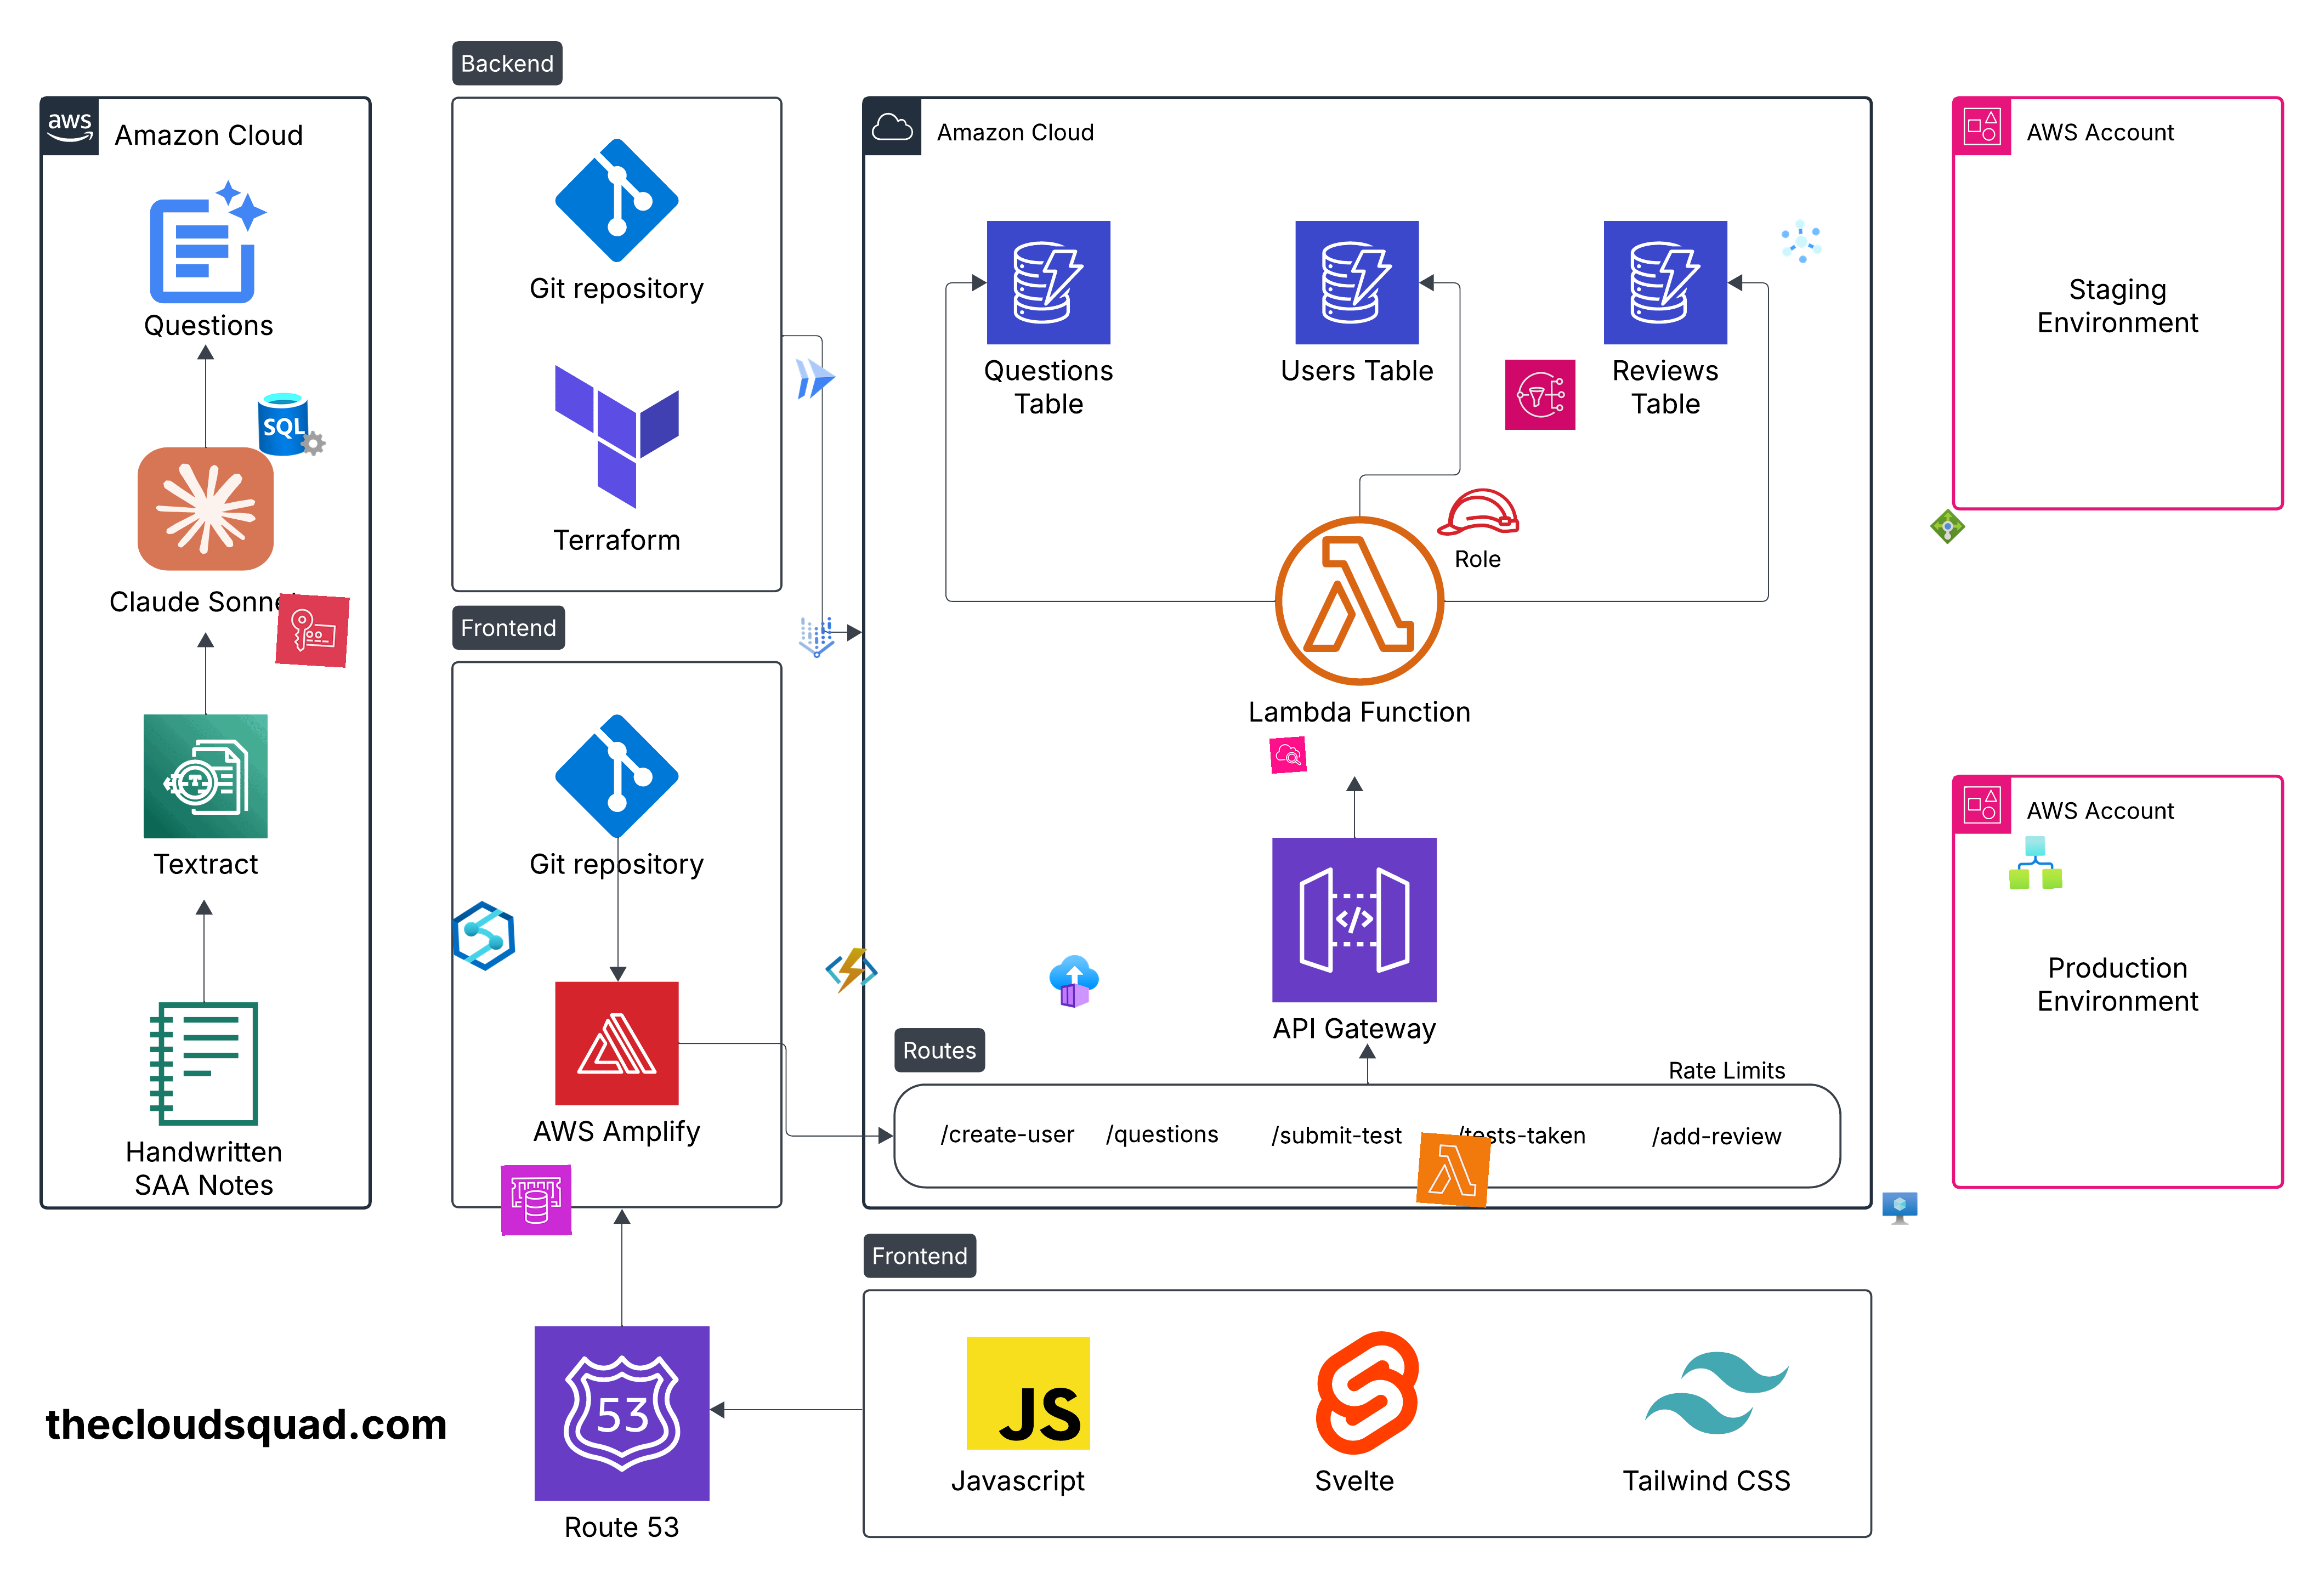 Backend
aws
Amazon Cloud
Questions
SQL
Claude Sonnet
Textract
Handwritten
SAA Notes
Git repository
Terraform
Frontend
Git repository
AWS Amplify
53
Route 53
thecloudsquad.com
Amazon Cloud
Questions
Table
Users Table
Reviews
Table
Role
Lambda Function
API Gateway
Routes
Rate Limits
/create-user
/questions
/submit-test
/tests-taken
/add-review
Frontend
JS
Javascript
Svelte
Tailwind CSS
AWS Account
Staging
Environment
AWS Account
Production
Environment